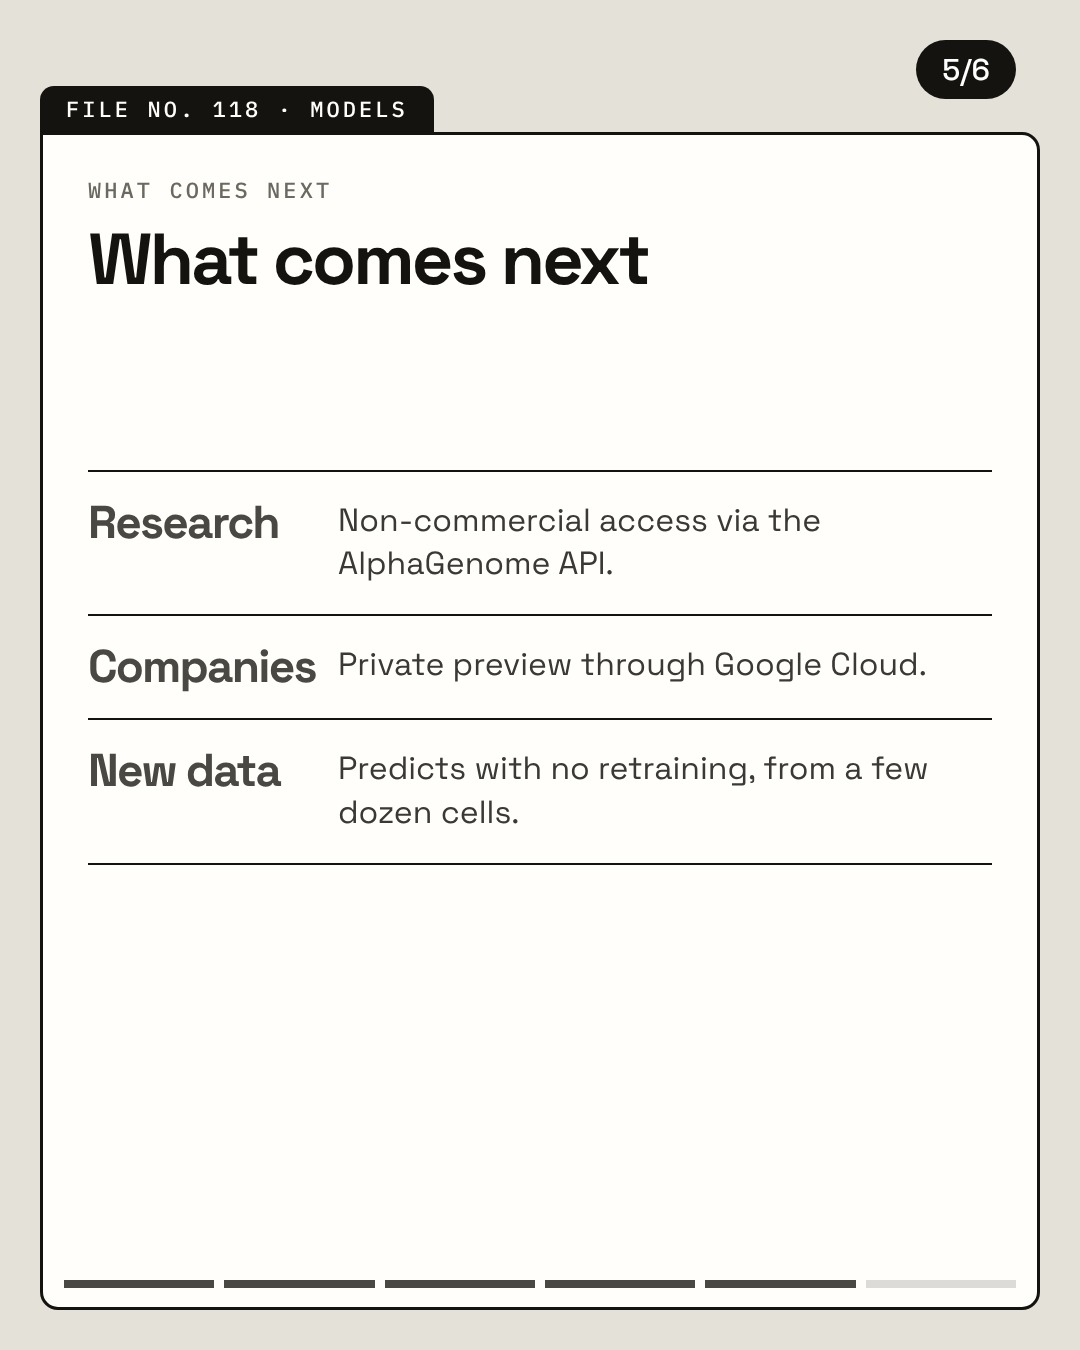 5/6
FILE NO. 118 · MODELS
WHAT COMES NEXT
What comes next
Research
Non-commercial access via the
AlphaGenome API.
Companies
Private preview through Google Cloud.
New data
Predicts with no retraining, from a few
dozen cells.